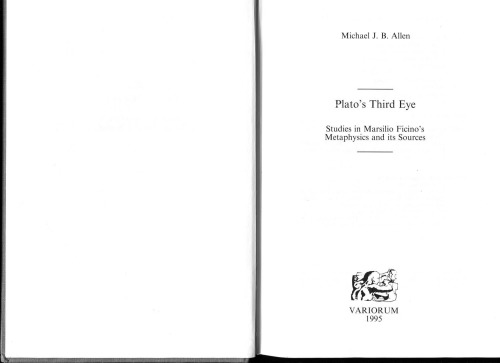 Michael J. B. Allen
Plato's Third Eye
Studies in Marsilio Ficino's
Metaphysics and its Sources
VARIORUM
1995